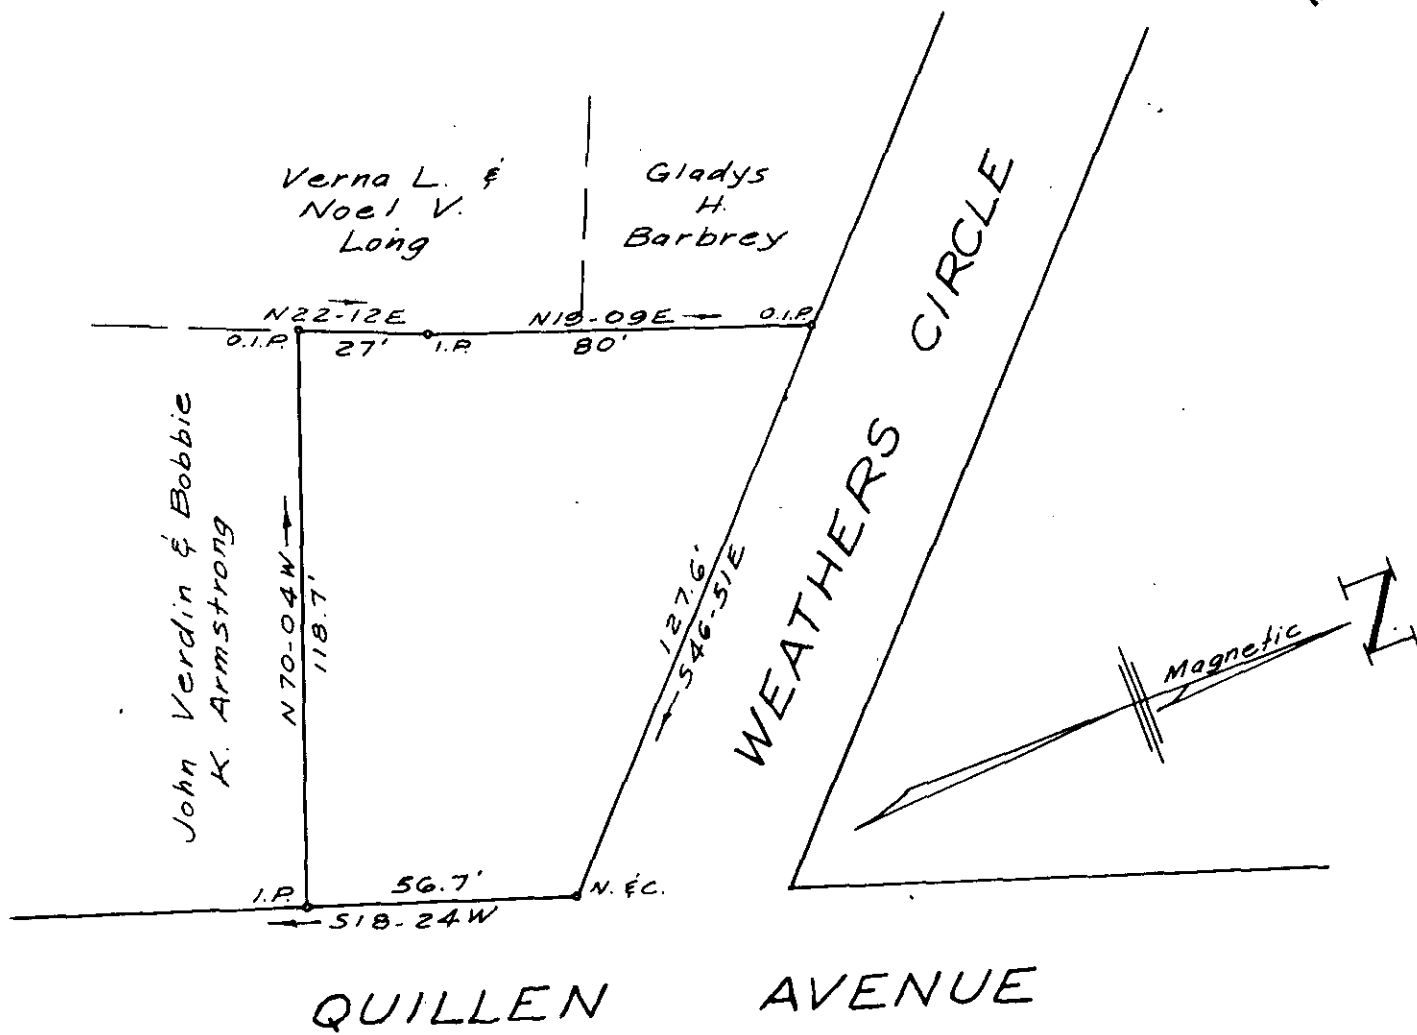 Verna L. &
Noel V.
Long
Gladys
H.
Barbrey
N22-12E
27'
O.I.P.
I.P.
N19-09E
80'
O.I.P.
John Verdin & Bobbie
K. Armstrong
N70-04W
118.7'
127.6'
S46-51E
WEATHERS CIRCLE
Magnetic
N
I.P.
56.7'
N. &C.
S18-24W
QUILLEN AVENUE